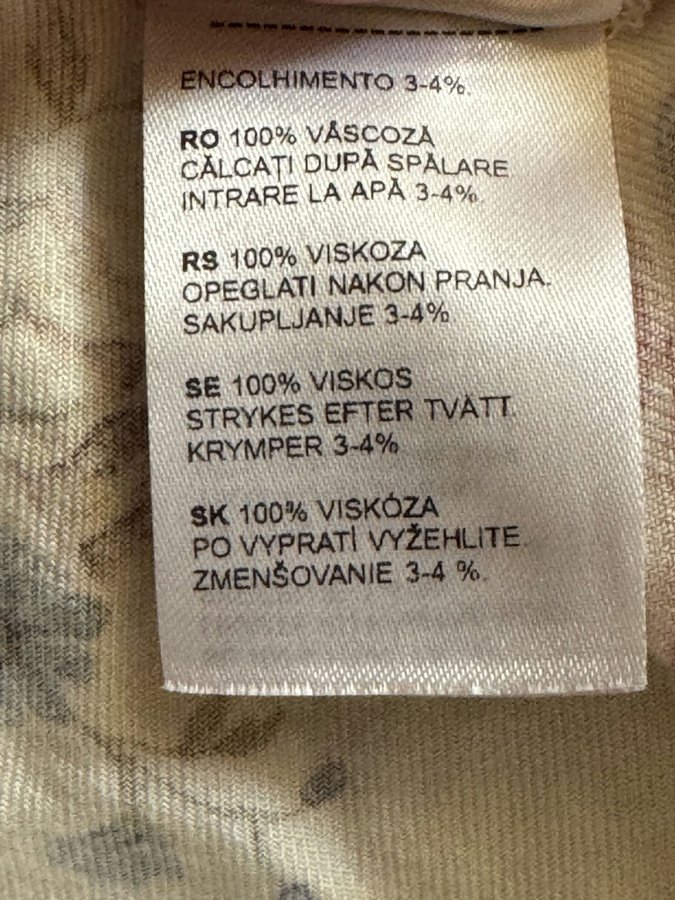 ENCOLHIMENTO 3-4%
RO 100% VÂSCOZĂ
CĂLCAȚI DUPĂ SPĂLARE
INTRARE LA APĂ 3-4%
RS 100% VISKOZA
OPEGLATI NAKON PRANJA.
SAKUPLJANJE 3-4%
SE 100% VISKOS
STRYKES EFTER TVÄTT.
KRYMPER 3-4%
SK 100% VISKÓZA
PO VYPRATÍ VYŽEHLITE.
ZMENŠOVANIE 3-4 %.